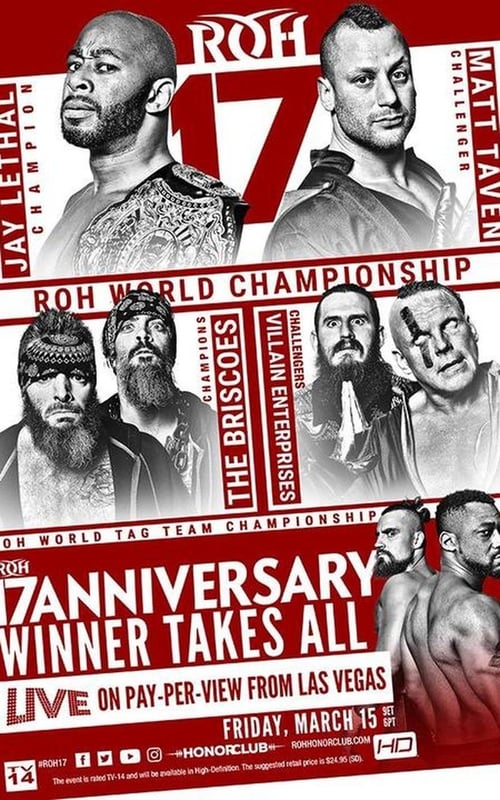 ROH
17
JAY LETHAL
CHAMPION
MATT TAVEN
CHALLENGER
ROH WORLD CHAMPIONSHIP
CHAMPIONS
THE BRISCOES
CHALLENGERS
VILLAIN ENTERPRISES
ROH WORLD TAG TEAM CHAMPIONSHIP
ROH
17ANNIVERSARY
WINNER TAKES ALL
LIVE ON PAY-PER-VIEW FROM LAS VEGAS
FRIDAY, MARCH 15 9ET 6PT
TV 14
#ROH17
HONORCLUB
ROHHONORCLUB.COM
HD
The event is rated TV-14 and will be available in High-Definition. The suggested retail price is $24.95 (SD).